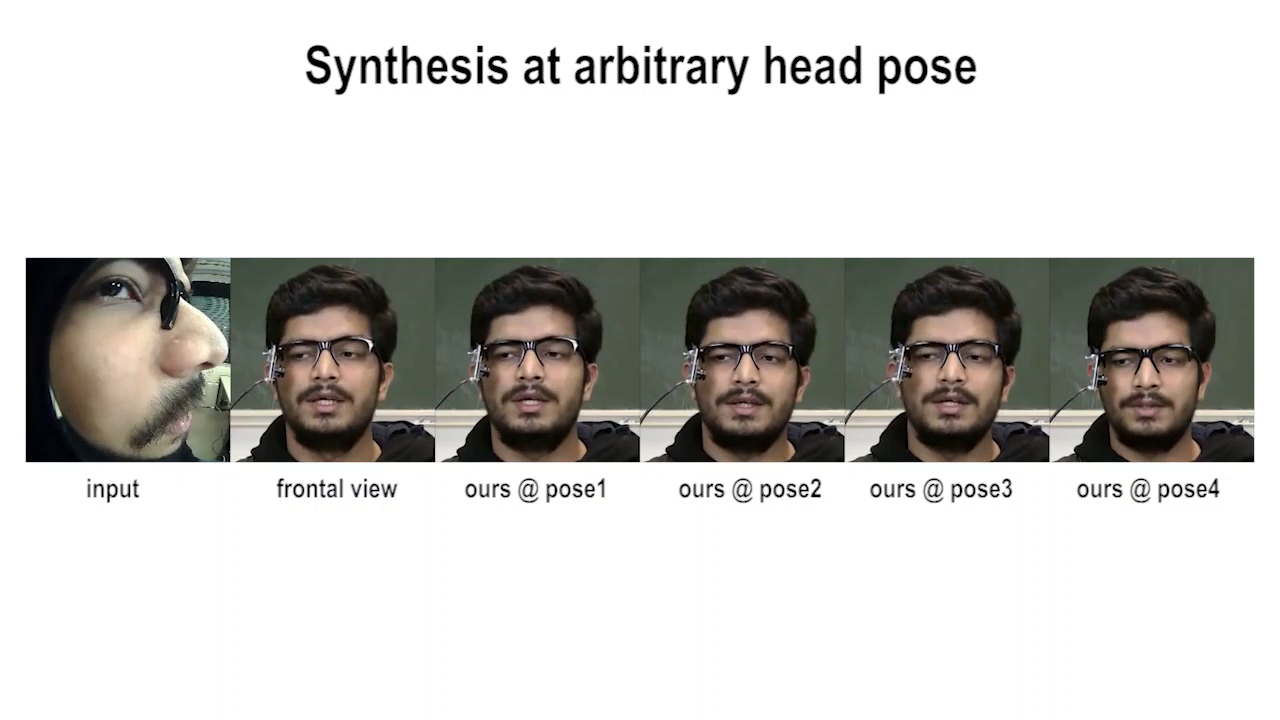 Synthesis at arbitrary head pose
input
frontal view
ours @ pose1
ours @ pose2
ours @ pose3
ours @ pose4